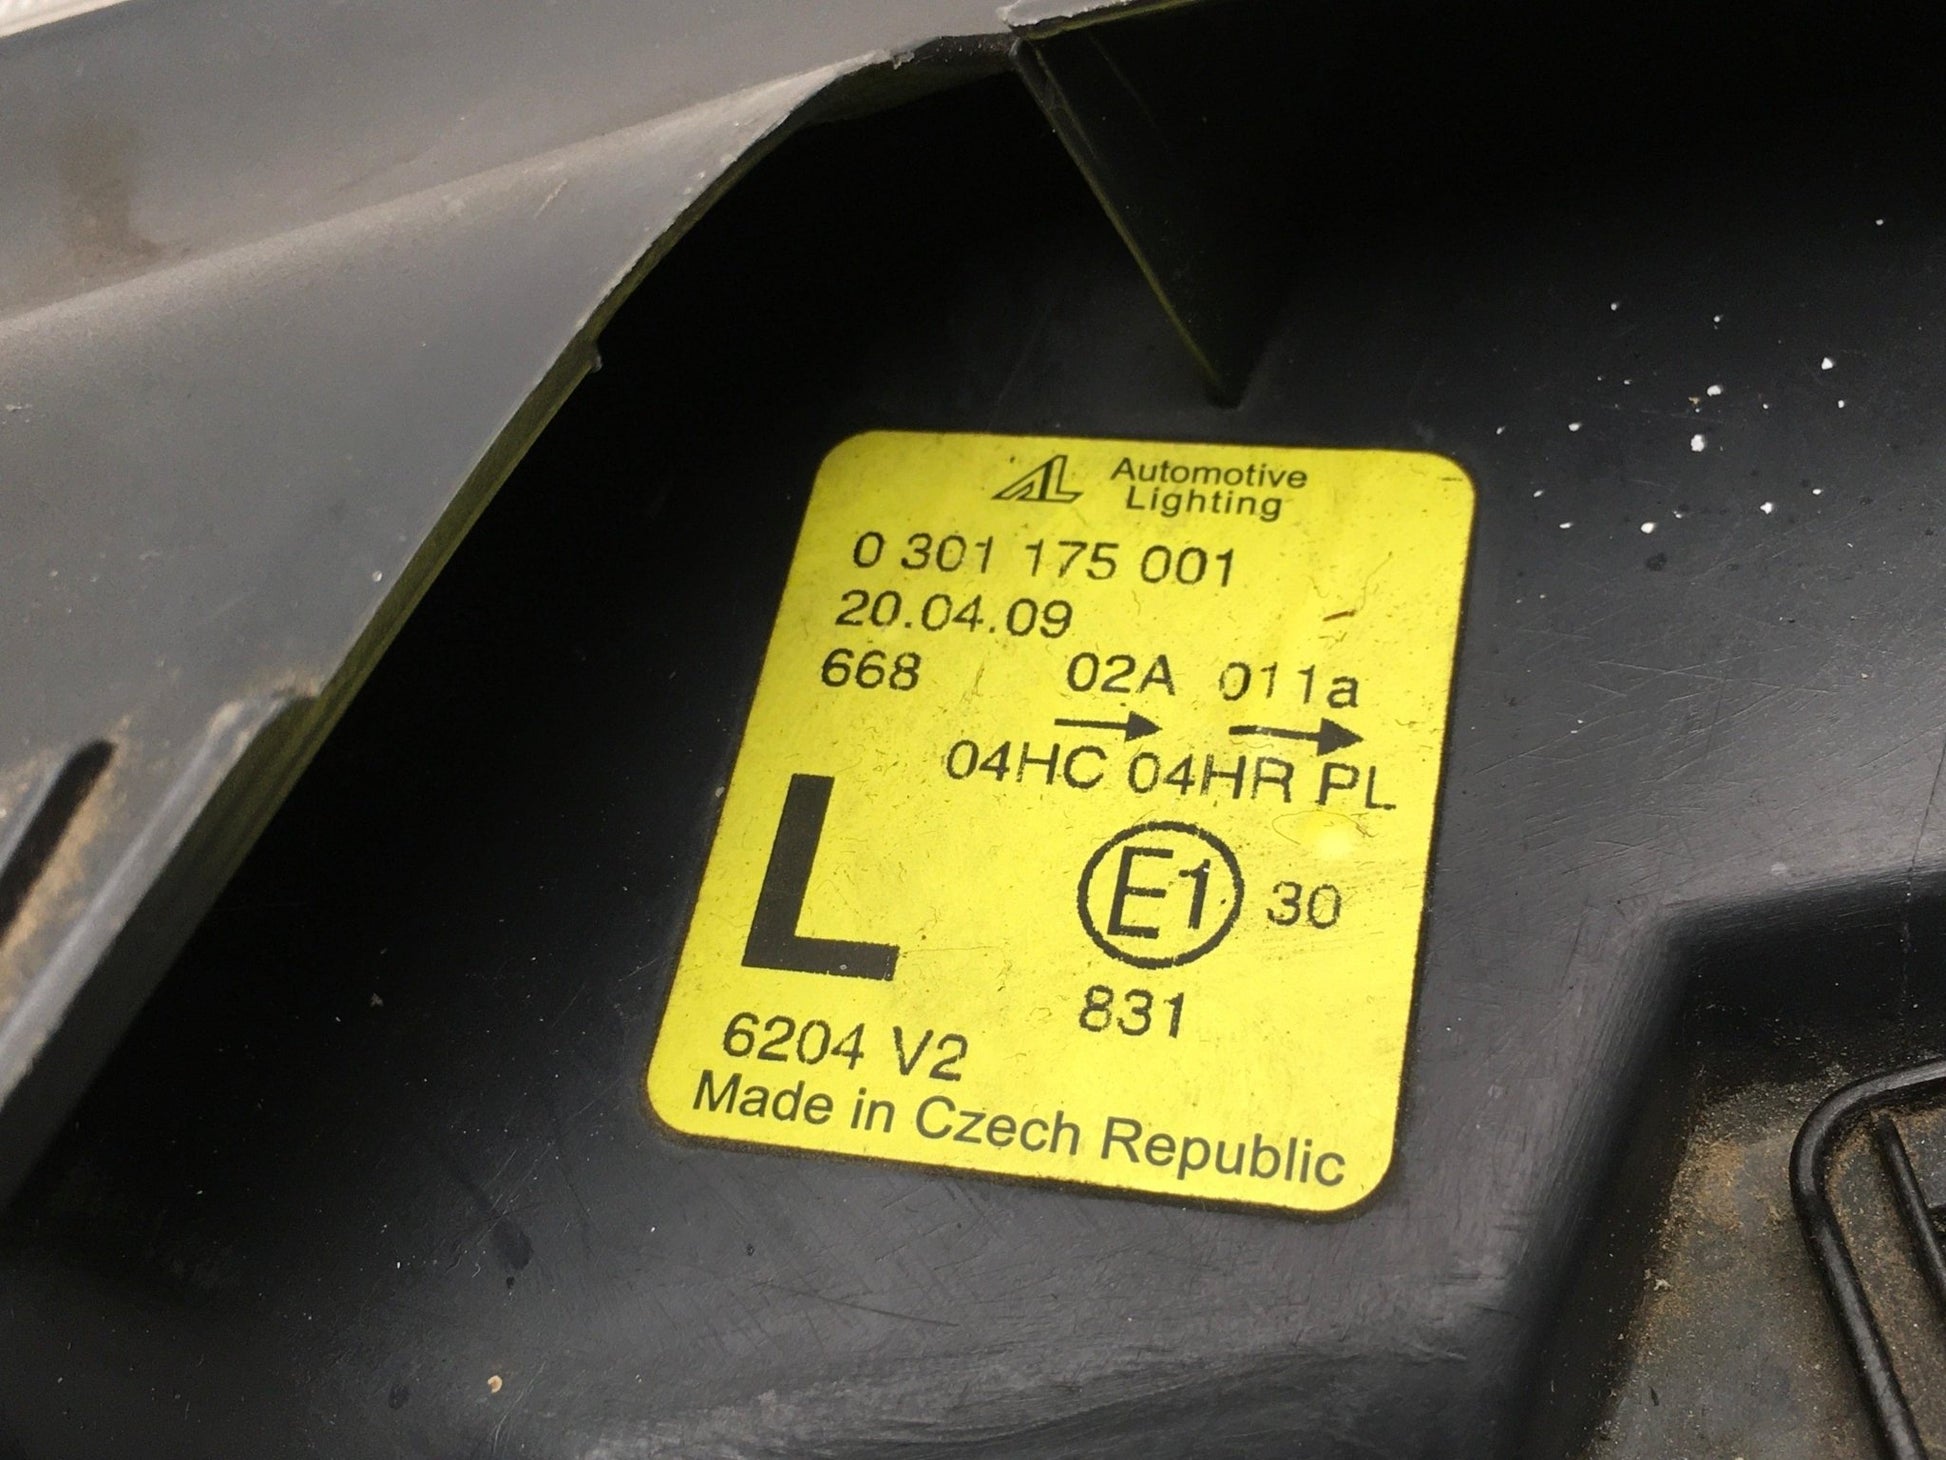 AL Automotive
Lighting
0 301 175 001
20.04.09
668 02A 011a
→ →
04HC 04HR PL
L E1 30
831
6204 V2
Made in Czech Republic